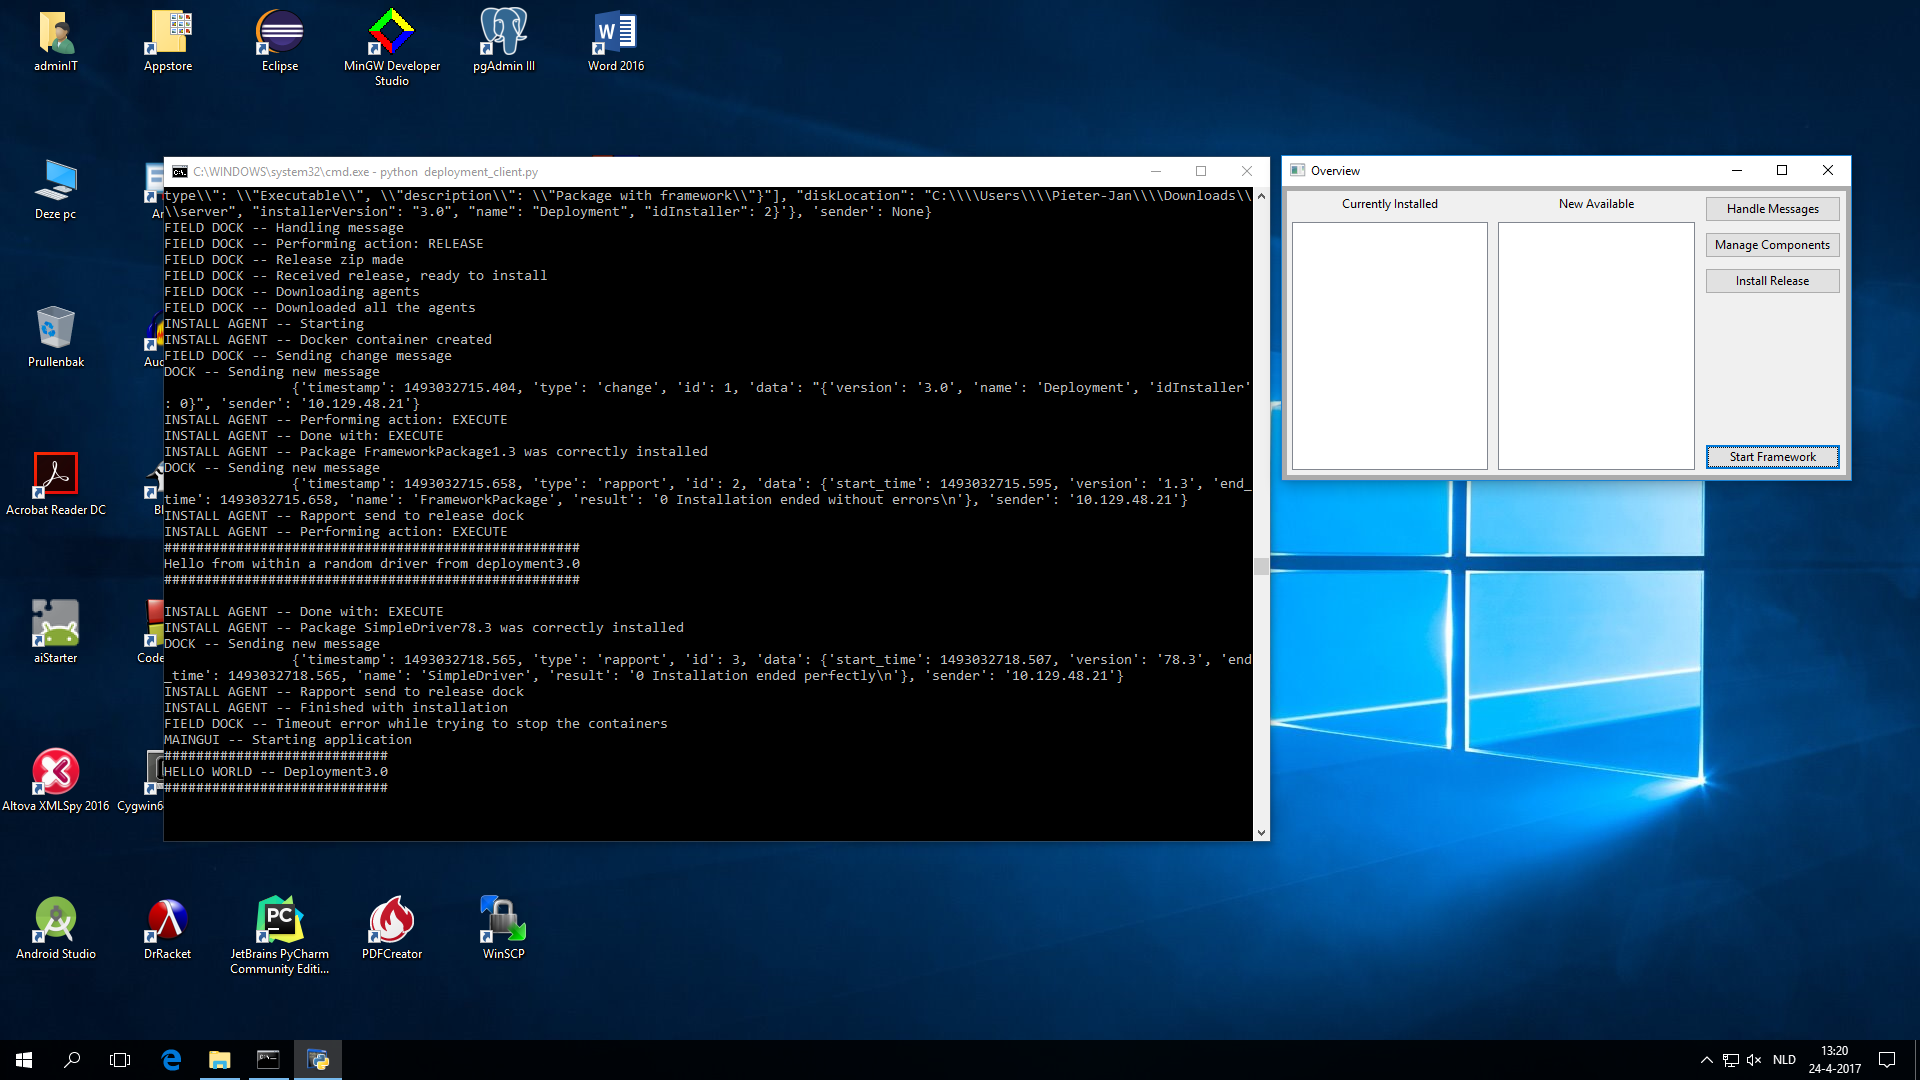 adminIT
Appstore
Eclipse
MinGW Developer
Studio
pgAdmin III
Word 2016
Deze pc
Prullenbak
Acrobat Reader DC
aiStarter
Altova XMLSpy 2016
Android Studio
DrRacket
JetBrains PyCharm
Community Editi...
PDFCreator
WinSCP
C:\WINDOWS\system32\cmd.exe - python  deployment_client.py
type\\": \\"Executable\\", \\"description\\": \\"Package with framework\\"}"], "diskLocation": "C:\\\\Users\\\\Pieter-Jan\\\\Downloads\\
\\server", "installerVersion": "3.0", "name": "Deployment", "idInstaller": 2}'}, 'sender': None}
FIELD DOCK -- Handling message
FIELD DOCK -- Performing action: RELEASE
FIELD DOCK -- Release zip made
FIELD DOCK -- Received release, ready to install
FIELD DOCK -- Downloading agents
FIELD DOCK -- Downloaded all the agents
INSTALL AGENT -- Starting
INSTALL AGENT -- Docker container created
FIELD DOCK -- Sending change message
DOCK -- Sending new message
{'timestamp': 1493032715.404, 'type': 'change', 'id': 1, 'data': "{'version': '3.0', 'name': 'Deployment', 'idInstaller'
: 0}", 'sender': '10.129.48.21'}
INSTALL AGENT -- Performing action: EXECUTE
INSTALL AGENT -- Done with: EXECUTE
INSTALL AGENT -- Package FrameworkPackage1.3 was correctly installed
DOCK -- Sending new message
{'timestamp': 1493032715.658, 'type': 'rapport', 'id': 2, 'data': {'start_time': 1493032715.595, 'version': '1.3', 'end_
time': 1493032715.658, 'name': 'FrameworkPackage', 'result': '0 Installation ended without errors\n'}, 'sender': '10.129.48.21'}
INSTALL AGENT -- Rapport send to release dock
INSTALL AGENT -- Performing action: EXECUTE
####################################################
Hello from within a random driver from deployment3.0
####################################################
INSTALL AGENT -- Done with: EXECUTE
INSTALL AGENT -- Package SimpleDriver78.3 was correctly installed
DOCK -- Sending new message
{'timestamp': 1493032718.565, 'type': 'rapport', 'id': 3, 'data': {'start_time': 1493032718.507, 'version': '78.3', 'end
_time': 1493032718.565, 'name': 'SimpleDriver', 'result': '0 Installation ended perfectly\n'}, 'sender': '10.129.48.21'}
INSTALL AGENT -- Rapport send to release dock
INSTALL AGENT -- Finished with installation
FIELD DOCK -- Timeout error while trying to stop the containers
MAINGUI -- Starting application
############################
HELLO WORLD -- Deployment3.0
############################
Overview
Currently Installed
New Available
Handle Messages
Manage Components
Install Release
Start Framework
NLD
13:20
24-4-2017